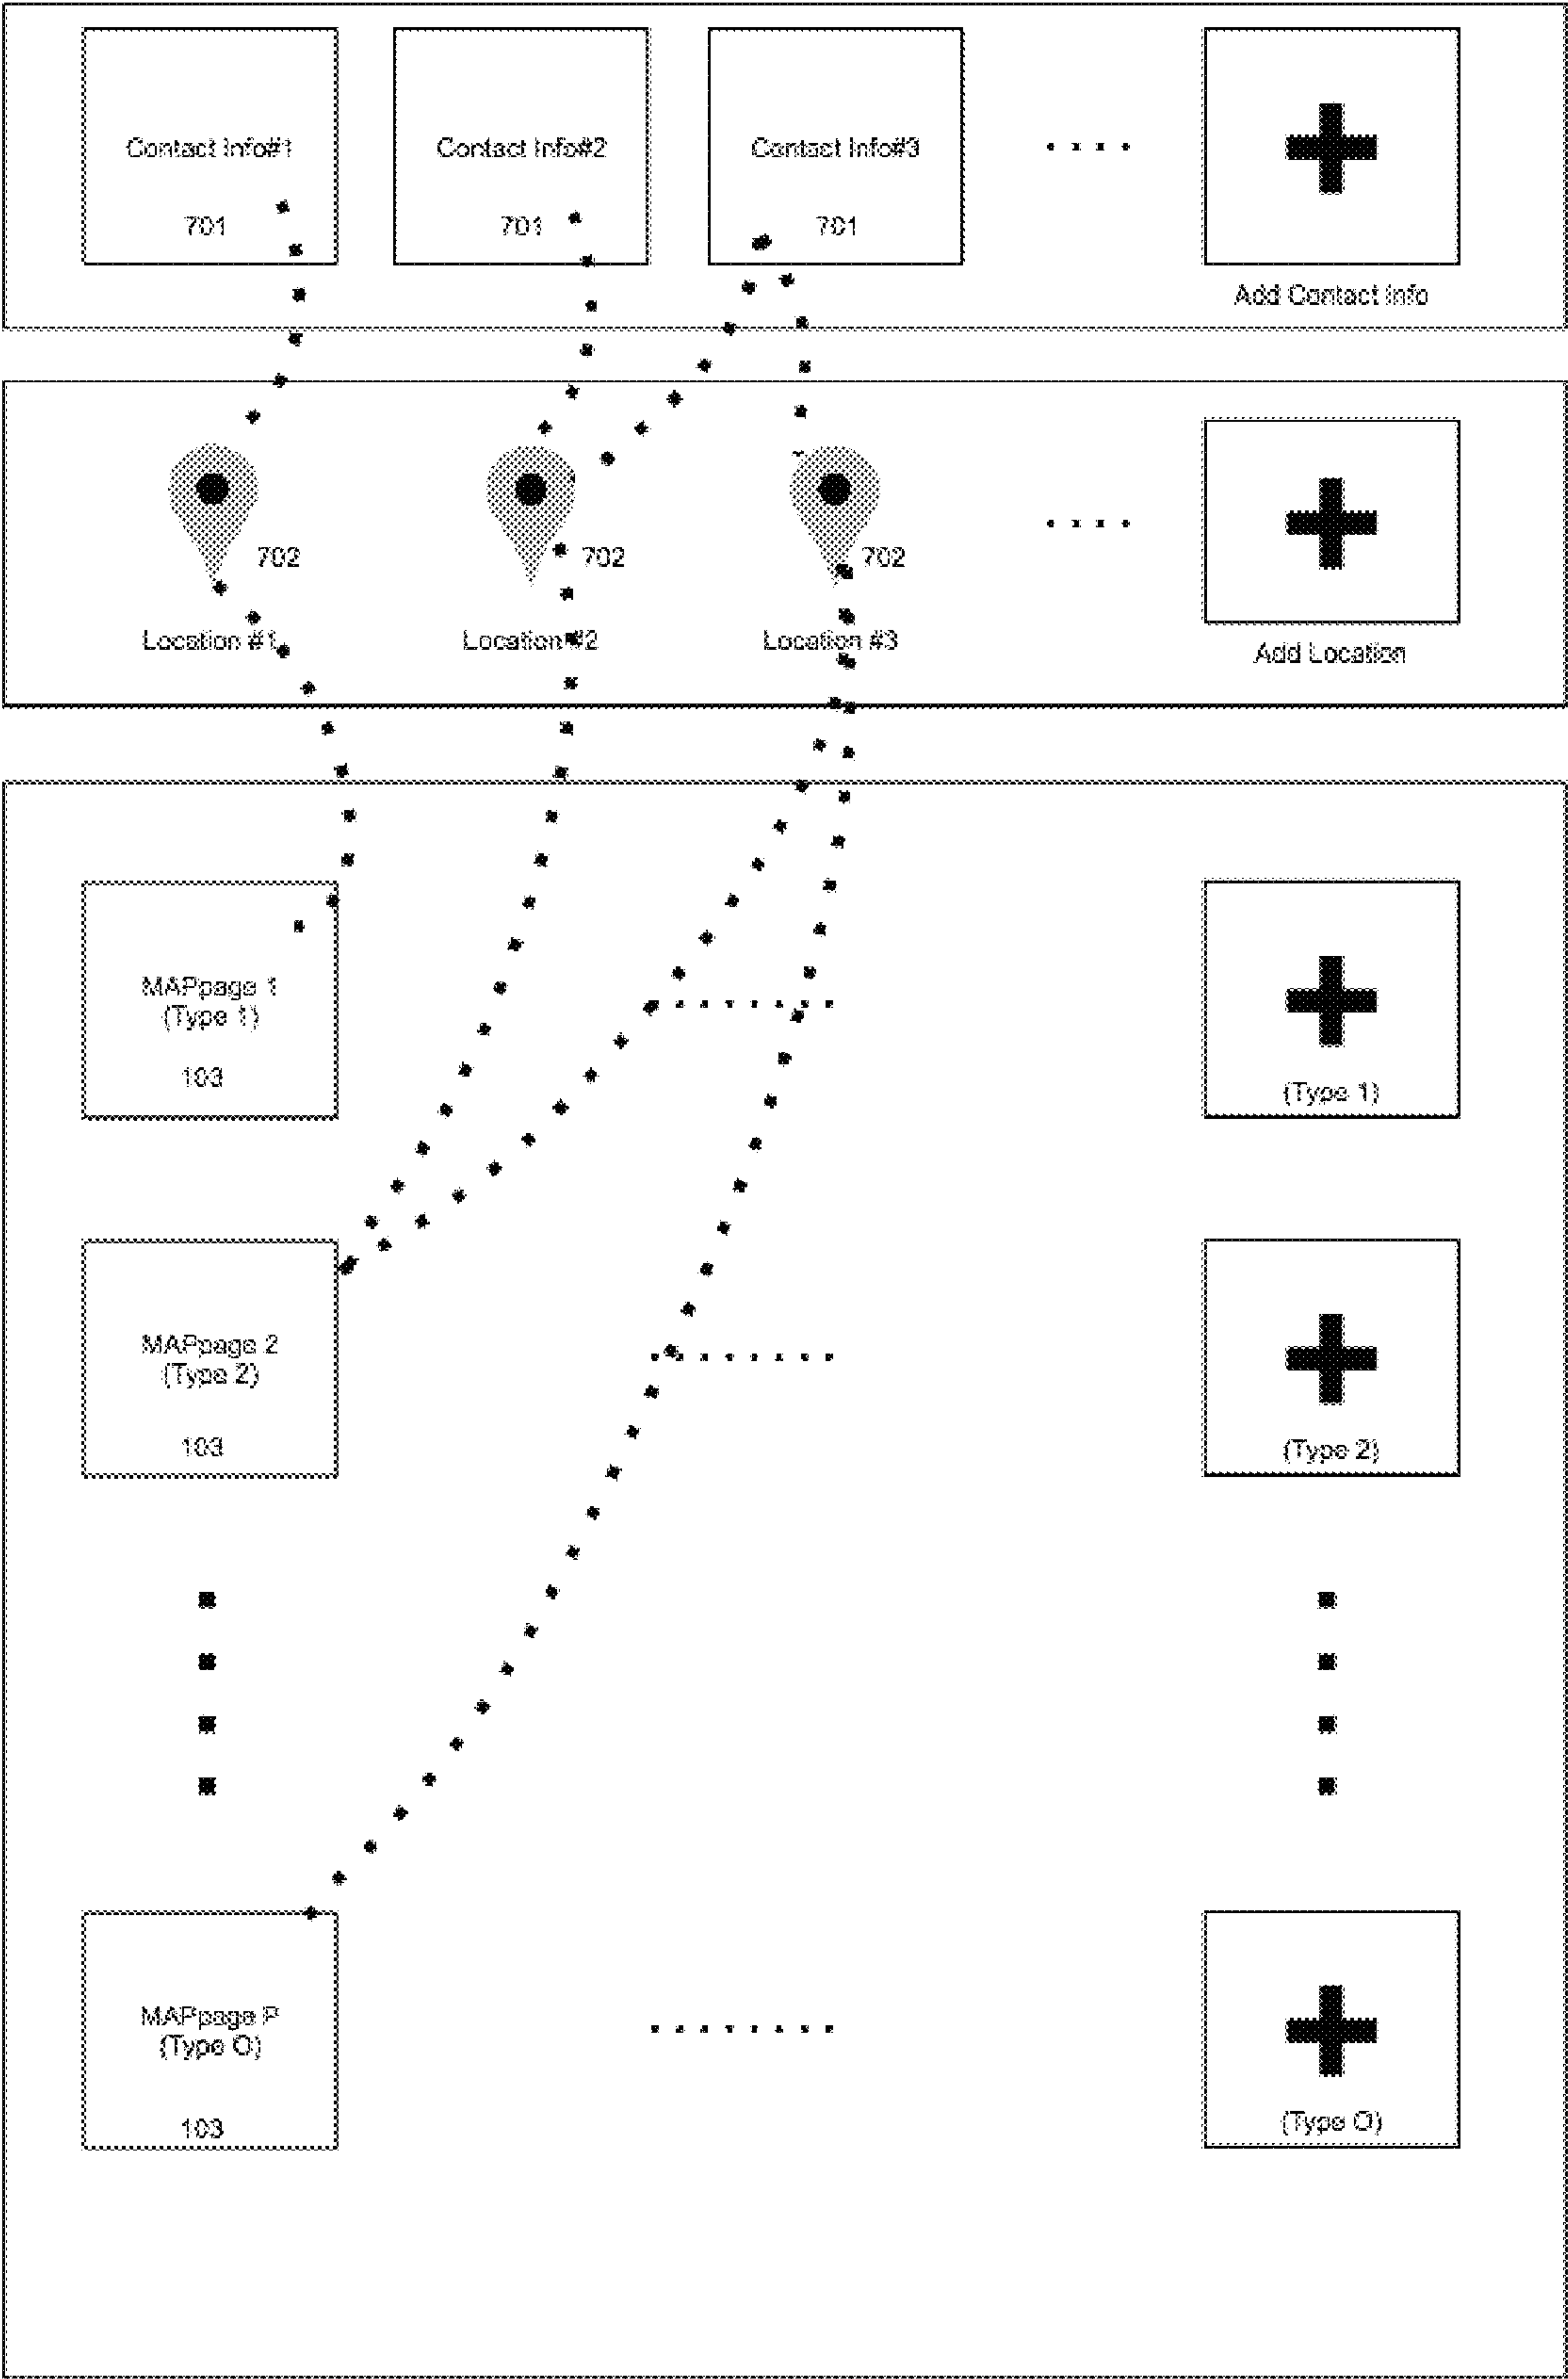 Contact Info#1
Contact Info#2
Contact Info#3
701
701
701
Add Contact Info
702
702
702
Location #1
Location #2
Location #3
Add Location
MAPpage 1
(Type 1)
103
(Type 1)
MAPpage 2
(Type 2)
103
(Type 2)
MAPpage P
(Type O)
103
(Type O)